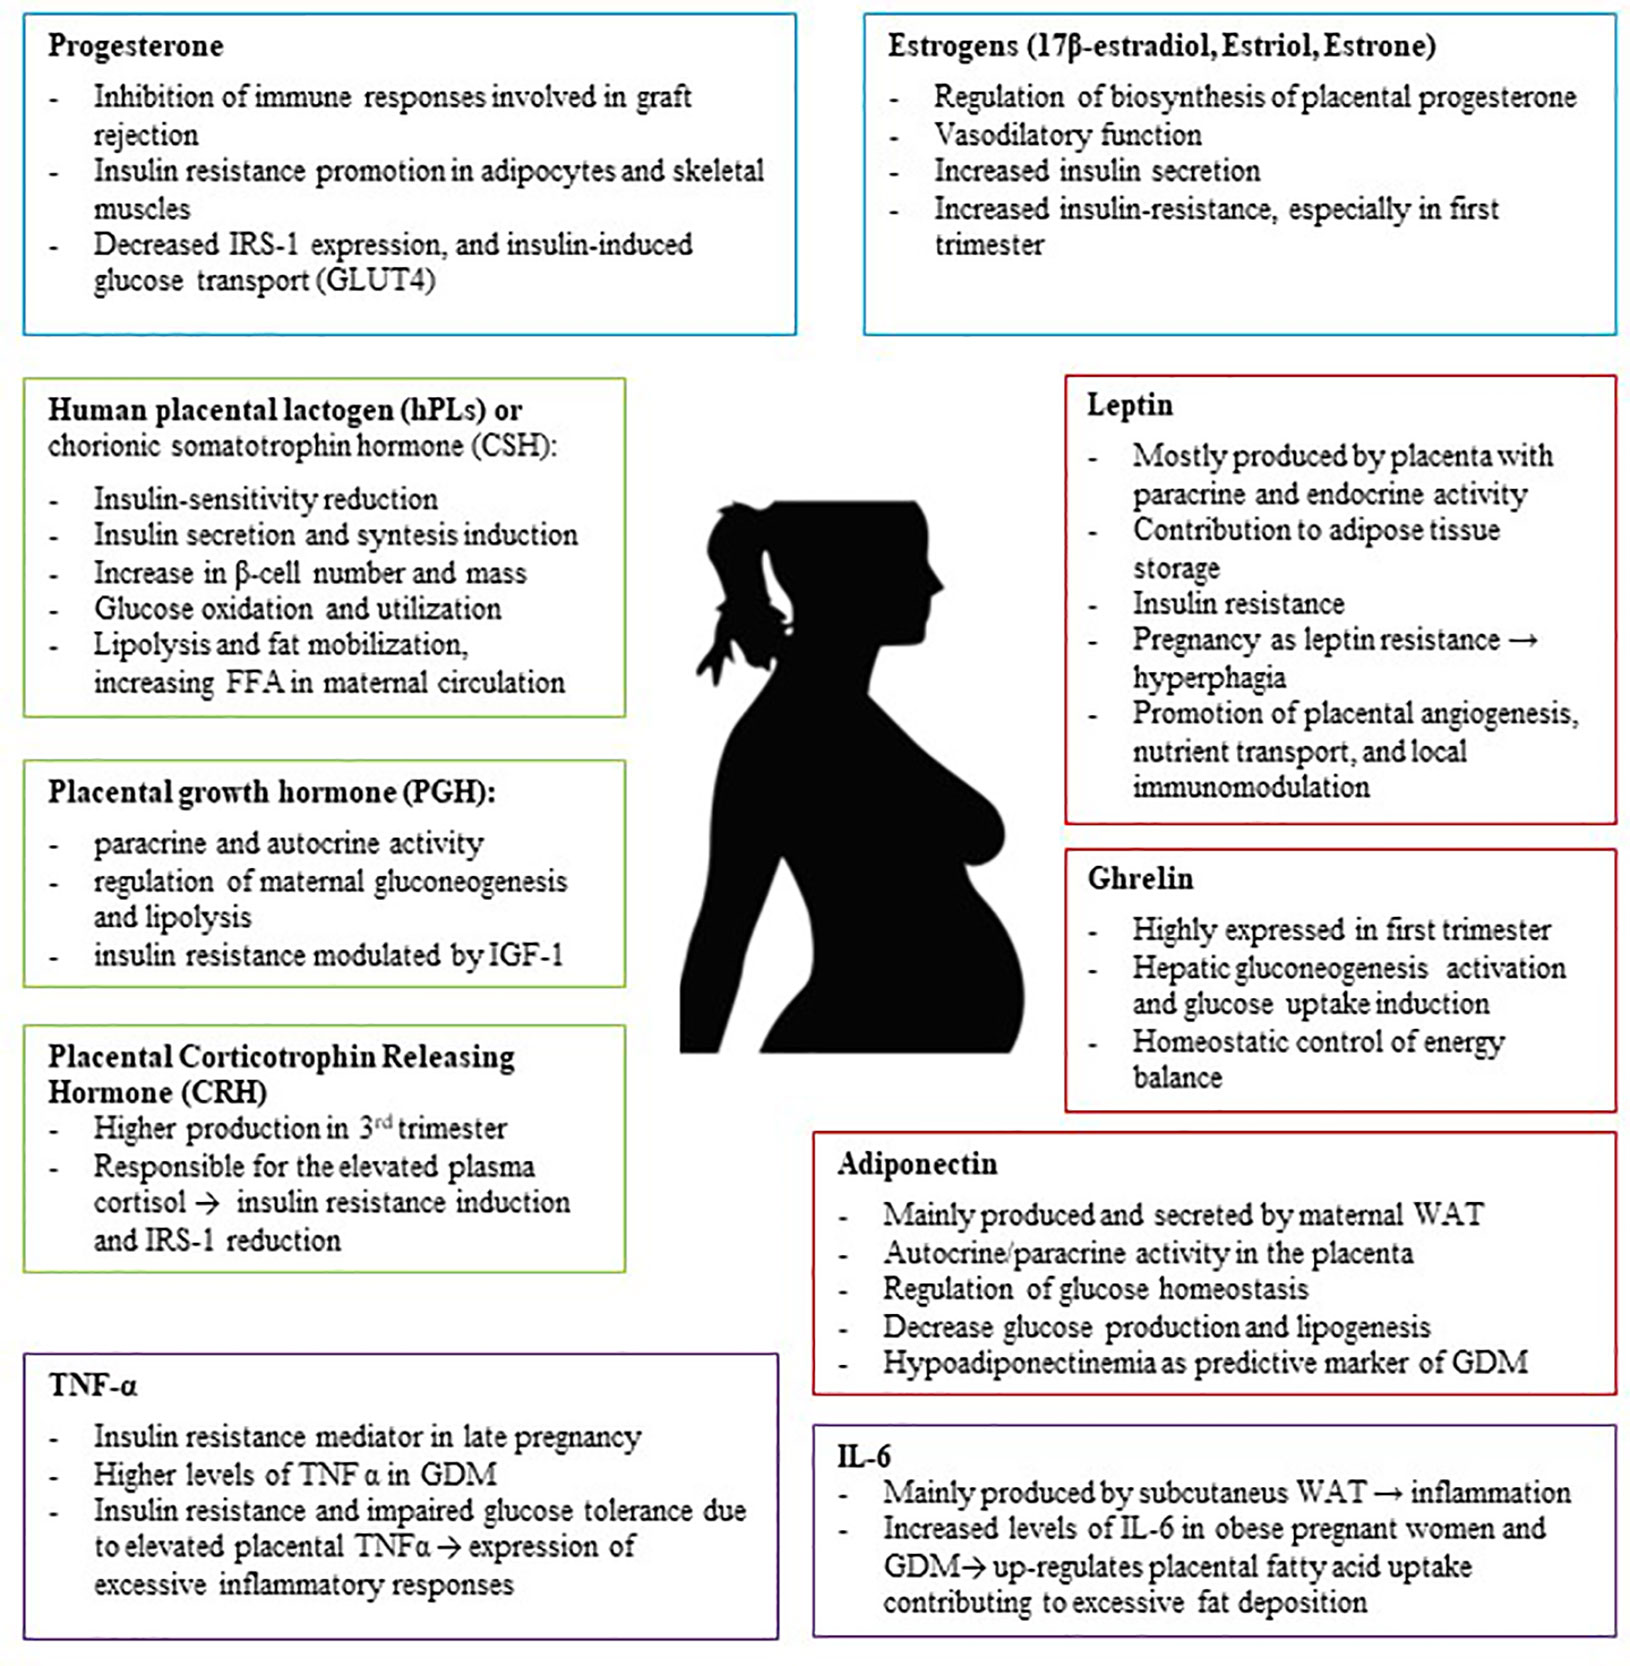 Progesterone
- Inhibition of immune responses involved in graft
rejection
- Insulin resistance promotion in adipocytes and skeletal
muscles
- Decreased IRS-1 expression, and insulin-induced
glucose transport (GLUT4)
Estrogens (17β-estradiol, Estriol, Estrone)
- Regulation of biosynthesis of placental progesterone
- Vasodilatory function
- Increased insulin secretion
- Increased insulin-resistance, especially in first
trimester
Human placental lactogen (hPLs) or
chorionic somatotrophin hormone (CSH):
- Insulin-sensitivity reduction
- Insulin secretion and syntesis induction
- Increase in β-cell number and mass
- Glucose oxidation and utilization
- Lipolysis and fat mobilization,
increasing FFA in maternal circulation
Placental growth hormone (PGH):
- paracrine and autocrine activity
- regulation of maternal gluconeogenesis
and lipolysis
- insulin resistance modulated by IGF-1
Placental Corticotrophin Releasing
Hormone (CRH)
- Higher production in 3rd trimester
- Responsible for the elevated plasma
cortisol → insulin resistance induction
and IRS-1 reduction
TNF-α
- Insulin resistance mediator in late pregnancy
- Higher levels of TNF α in GDM
- Insulin resistance and impaired glucose tolerance due
to elevated placental TNFα → expression of
excessive inflammatory responses
Leptin
- Mostly produced by placenta with
paracrine and endocrine activity
- Contribution to adipose tissue
storage
- Insulin resistance
- Pregnancy as leptin resistance →
hyperphagia
- Promotion of placental angiogenesis,
nutrient transport, and local
immunomodulation
Ghrelin
- Highly expressed in first trimester
- Hepatic gluconeogenesis activation
and glucose uptake induction
- Homeostatic control of energy
balance
Adiponectin
- Mainly produced and secreted by maternal WAT
- Autocrine/paracrine activity in the placenta
- Regulation of glucose homeostasis
- Decrease glucose production and lipogenesis
- Hypoadiponectinemia as predictive marker of GDM
IL-6
- Mainly produced by subcutaneus WAT → inflammation
- Increased levels of IL-6 in obese pregnant women and
GDM → up-regulates placental fatty acid uptake
contributing to excessive fat deposition